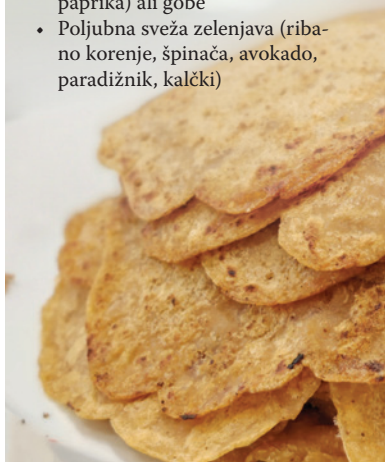 paprika) ali gobe
• Poljubna sveža zelenjava (riba-
no korenje, špinača, avokado,
paradižnik, kalčki)